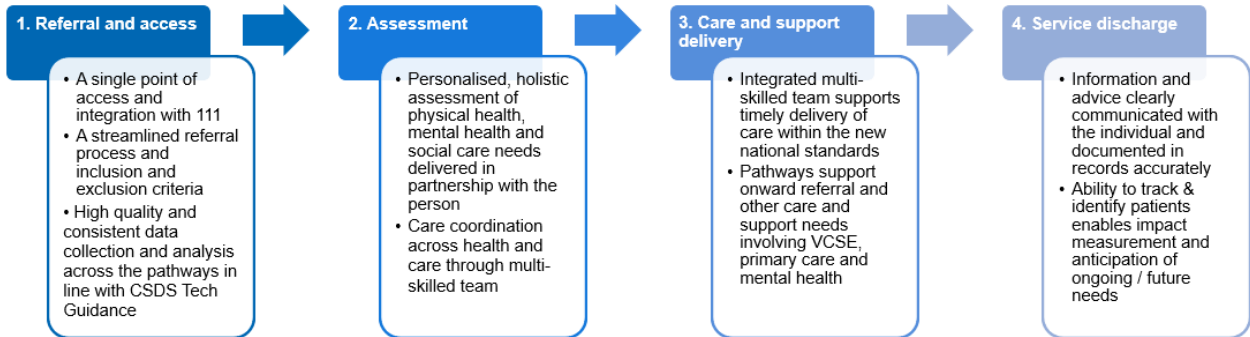 1. Referral and access
• A single point of
access and
integration with 111
• A streamlined referral
process and
inclusion and
exclusion criteria
• High quality and
consistent data
collection and analysis
across the pathways in
line with CSDS Tech
Guidance
2. Assessment
• Personalised, holistic
assessment of
physical health,
mental health and
social care needs
delivered in
partnership with the
person
• Care coordination
across health and
care through multi-
skilled team
3. Care and support
delivery
• Integrated multi-
skilled team supports
timely delivery of
care within the new
national standards
• Pathways support
onward referral and
other care and
support needs
involving VCSE,
primary care and
mental health
4. Service discharge
• Information and
advice clearly
communicated with
the individual and
documented in
records accurately
• Ability to track &
identify patients
enables impact
measurement and
anticipation of
ongoing / future
needs